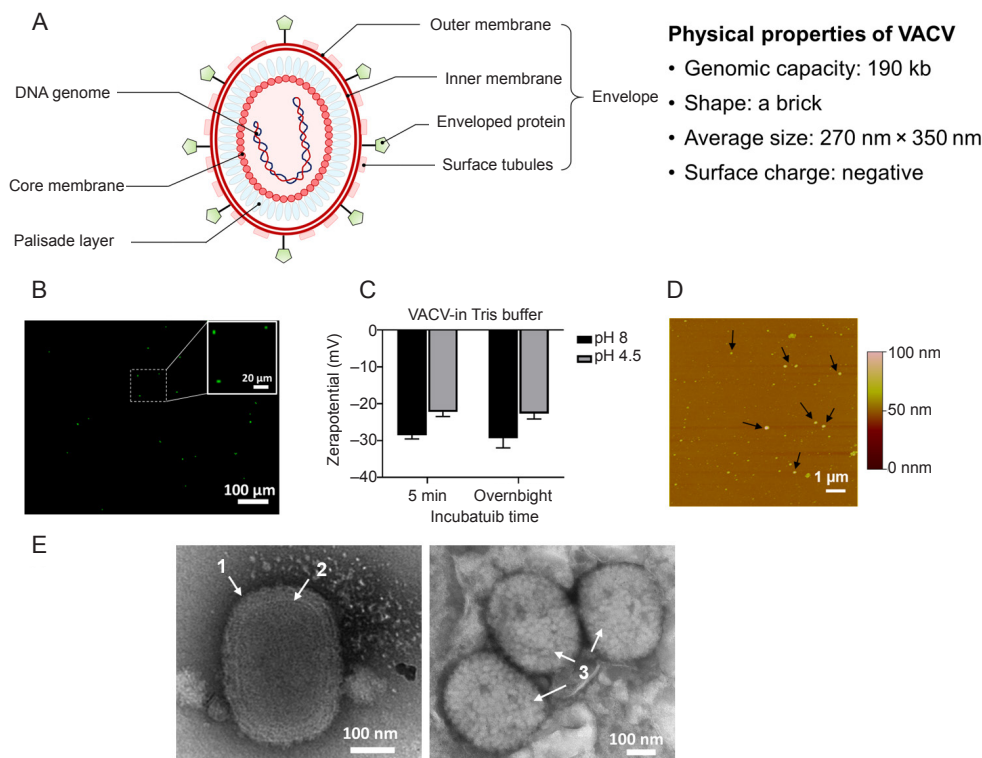 A
Outer membrane
Inner membrane
Enveloped protein
Surface tubules
Envelope
DNA genome
Core membrane
Palisade layer
Physical properties of VACV
• Genomic capacity: 190 kb
• Shape: a brick
• Average size: 270 nm × 350 nm
• Surface charge: negative
B
20 µm
100 µm
C
VACV-in Tris buffer
Zerapotential (mV)
0
–10
–20
–30
–40
5 min
Overnbight
Incubatuib time
pH 8
pH 4.5
D
1 µm
100 nm
50 nm
0 nnm
E
1
2
100 nm
3
100 nm